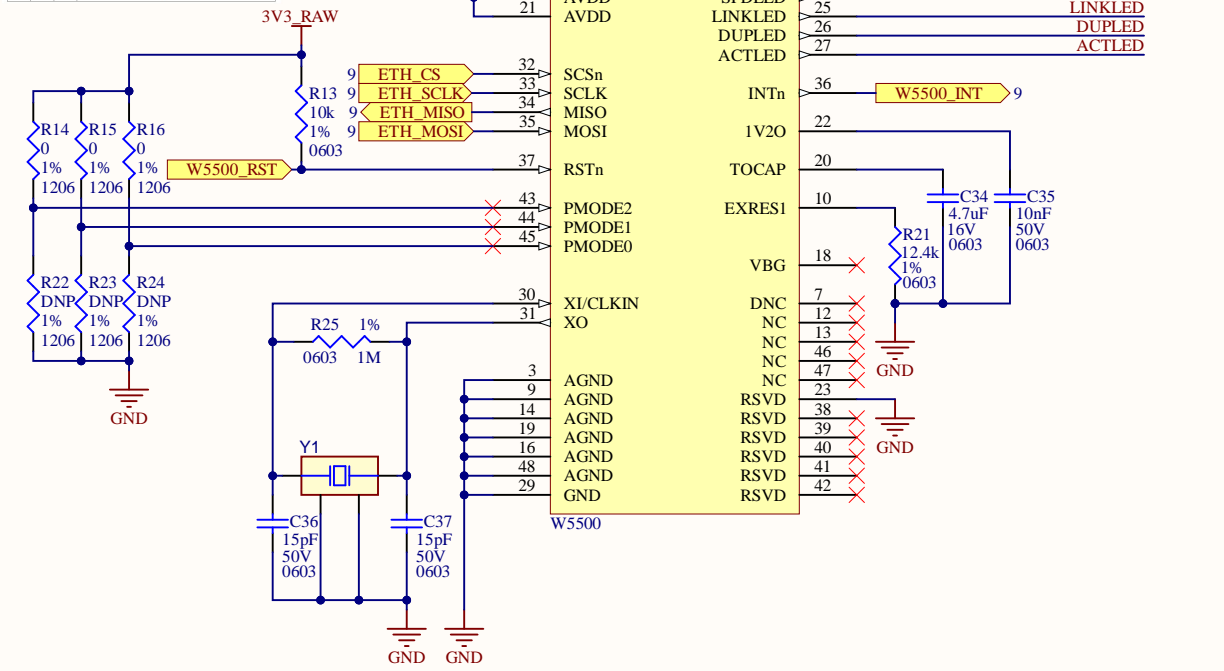 3V3_RAW
R13
10k
1%
0603
R14
0
1%
1206
R15
0
1%
1206
R16
0
1%
1206
W5500_RST
R22
DNP
1%
1206
R23
DNP
1%
1206
R24
DNP
1%
1206
GND
9 ETH_CS
9 ETH_SCLK
9 ETH_MISO
9 ETH_MOSI
R25 1%
0603 1M
Y1
C36
15pF
50V
0603
C37
15pF
50V
0603
GND
GND
21 AVDD
32 SCSn
33 SCLK
34 MISO
35 MOSI
37 RSTn
43 PMODE2
44 PMODE1
45 PMODE0
30 XI/CLKIN
31 XO
3 AGND
9 AGND
14 AGND
19 AGND
16 AGND
48 AGND
29 GND
W5500
LINKLED 25 LINKLED
DUPLED 26 DUPLED
ACTLED 27 ACTLED
INTn 36 W5500_INT 9
1V2O 22
TOCAP 20
EXRES1 10
VBG 18
DNC 7
NC 12
NC 13
NC 46
NC 47
RSVD 23
RSVD 38
RSVD 39
RSVD 40
RSVD 41
RSVD 42
C34
4.7uF
16V
0603
C35
10nF
50V
0603
R21
12.4k
1%
0603
GND
GND